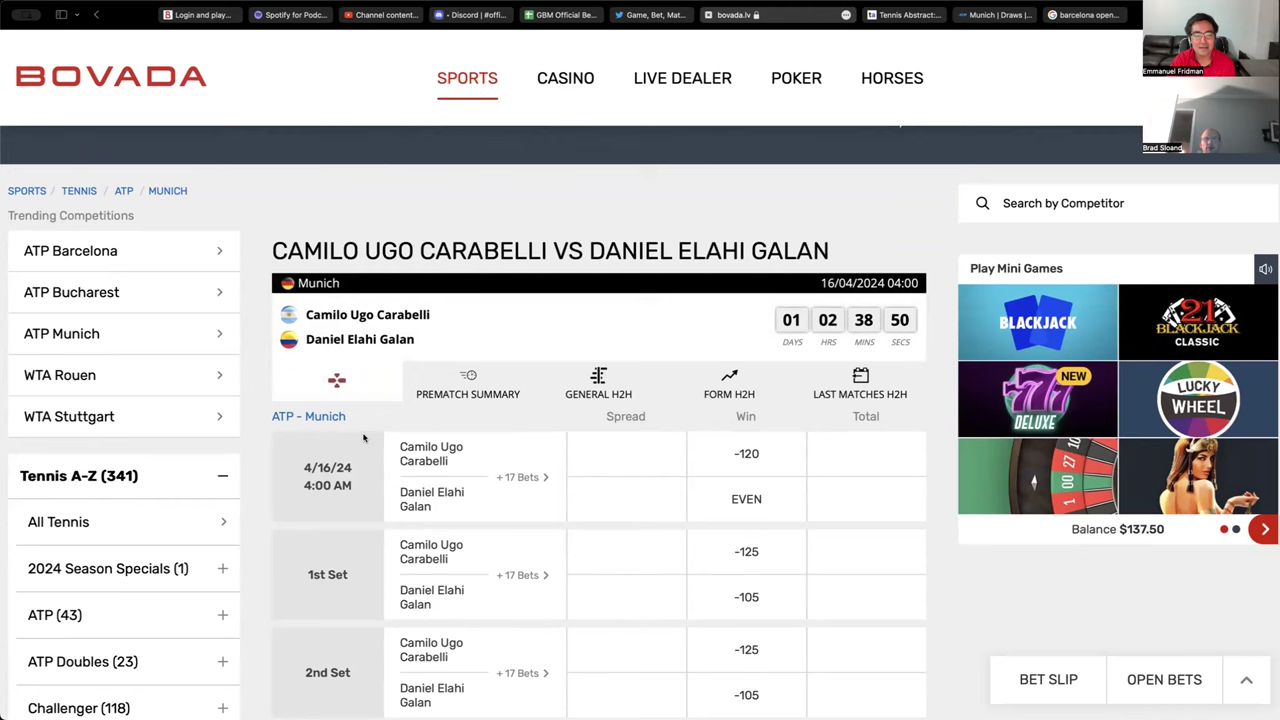 Login and play...
Spotify for Podc...
Channel content...
• Discord | #offi...
GBM Official Be...
Game, Bet, Mat...
bovada.lv
Tennis Abstract:...
Munich | Draws |...
barcelona open...
BOVADA
SPORTS
CASINO
LIVE DEALER
POKER
HORSES
Emmanuel Fridman
Brad Sloand
SPORTS / TENNIS / ATP / MUNICH
Trending Competitions
ATP Barcelona
ATP Bucharest
ATP Munich
WTA Rouen
WTA Stuttgart
Tennis A-Z (341)
All Tennis
2024 Season Specials (1)
ATP (43)
ATP Doubles (23)
Challenger (118)
CAMILO UGO CARABELLI VS DANIEL ELAHI GALAN
Munich
16/04/2024 04:00
Camilo Ugo Carabelli
Daniel Elahi Galan
01 02 38 50
DAYS HRS MINS SECS
PREMATCH SUMMARY
GENERAL H2H
FORM H2H
LAST MATCHES H2H
ATP - Munich
Spread
Win
Total
4/16/24
4:00 AM
Camilo Ugo
Carabelli
Daniel Elahi
Galan
+ 17 Bets
-120
EVEN
1st Set
Camilo Ugo
Carabelli
Daniel Elahi
Galan
+ 17 Bets
-125
-105
2nd Set
Camilo Ugo
Carabelli
Daniel Elahi
Galan
+ 17 Bets
-125
-105
Search by Competitor
Play Mini Games
BLACKJACK
21
BLACKJACK
CLASSIC
777
DELUXE
NEW
LUCKY
WHEEL
10
27
00
1
Balance $137.50
BET SLIP
OPEN BETS